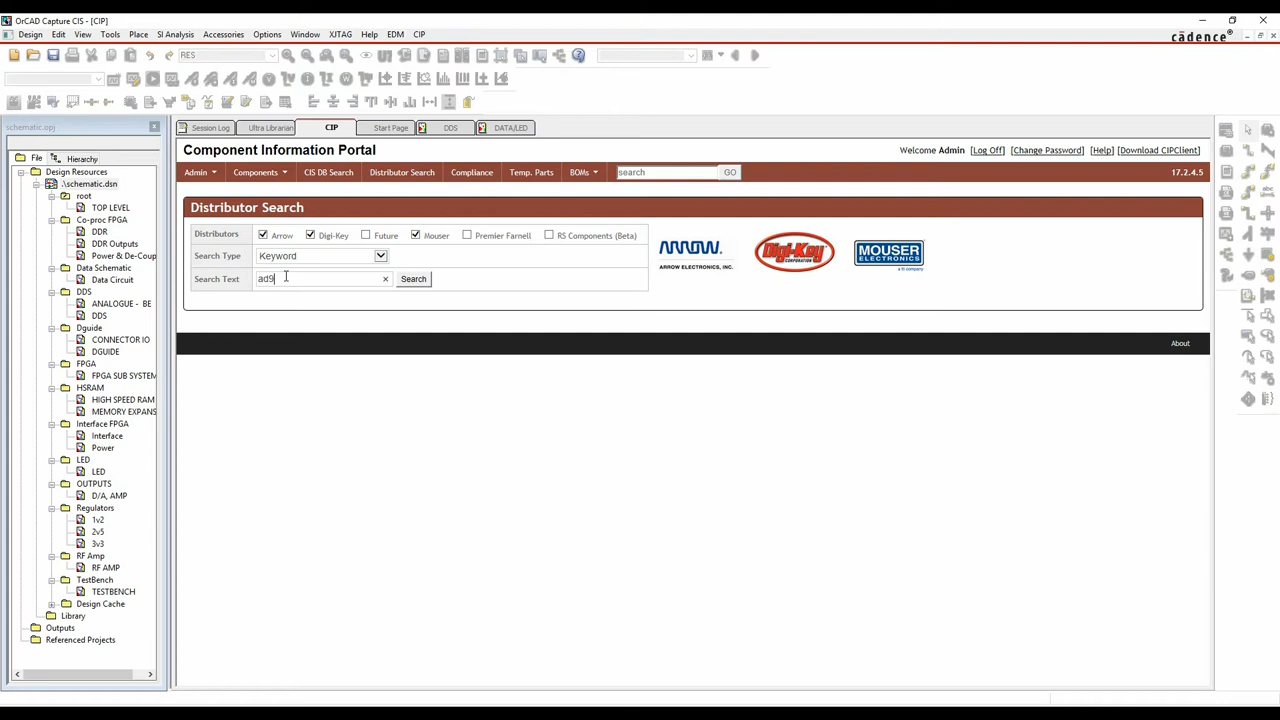 OrCAD Capture CIS - [CIP]
Design Edit View Tools Place SI Analysis Accessories Options Window XJTAG Help EDM CIP
cādence®
RES
schematic.opj
File Hierarchy
Design Resources
.\schematic.dsn
root
TOP LEVEL
Co-proc FPGA
DDR
DDR Outputs
Power & De-Coup
Data Schematic
Data Circuit
DDS
ANALOGUE - BE
DDS
Dguide
CONNECTOR IO
DGUIDE
FPGA
FPGA SUB SYSTEM
HSRAM
HIGH SPEED RAM
MEMORY EXPANS
Interface FPGA
Interface
Power
LED
LED
OUTPUTS
D/A, AMP
Regulators
1v2
2v5
3v3
RF Amp
RF AMP
TestBench
TESTBENCH
Design Cache
Library
Outputs
Referenced Projects
Session Log Ultra Librarian CIP Start Page DDS DATA/LED
Component Information Portal
Welcome Admin [Log Off] [Change Password] [Help] [Download CIPClient]
Admin Components CIS DB Search Distributor Search Compliance Temp. Parts BOMs search GO 17.2.4.5
Distributor Search
Distributors Arrow Digi-Key Future Mouser Premier Farnell RS Components (Beta)
Search Type Keyword
Search Text ad9 × Search
ARROW
ARROW ELECTRONICS, INC.
Digi-Key
CORPORATION
MOUSER
ELECTRONICS
About